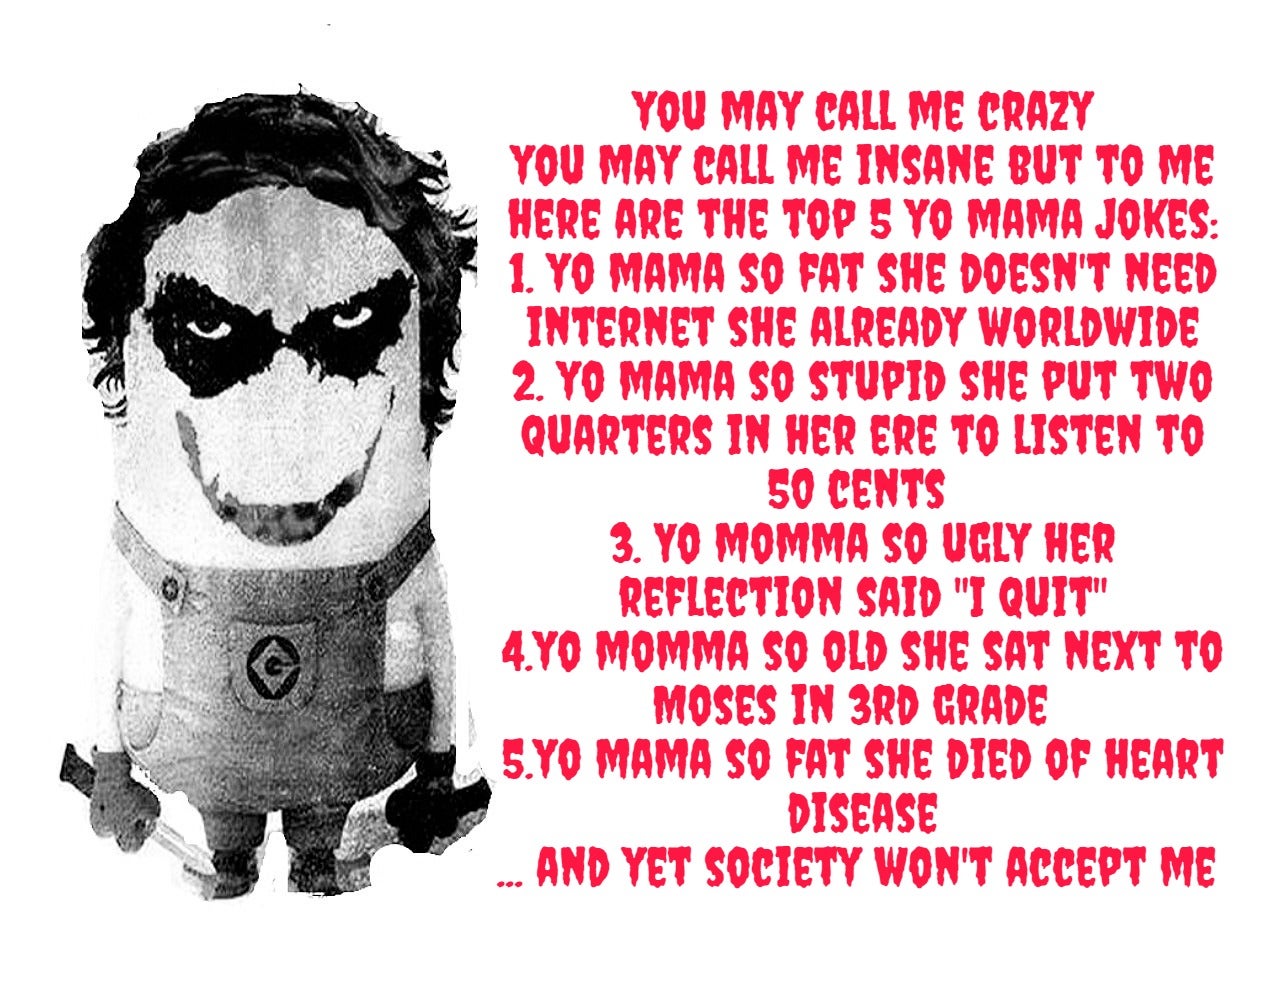 YOU MAY CALL ME CRAZY
YOU MAY CALL ME INSANE BUT TO ME
HERE ARE THE TOP 5 YO MAMA JOKES:
1. YO MAMA SO FAT SHE DOESN'T NEED
INTERNET SHE ALREADY WORLDWIDE
2. YO MAMA SO STUPID SHE PUT TWO
QUARTERS IN HER ERE TO LISTEN TO
50 CENTS
3. YO MOMMA SO UGLY HER
REFLECTION SAID "I QUIT"
4.YO MOMMA SO OLD SHE SAT NEXT TO
MOSES IN 3RD GRADE
5.YO MAMA SO FAT SHE DIED OF HEART
DISEASE
... AND YET SOCIETY WON'T ACCEPT ME